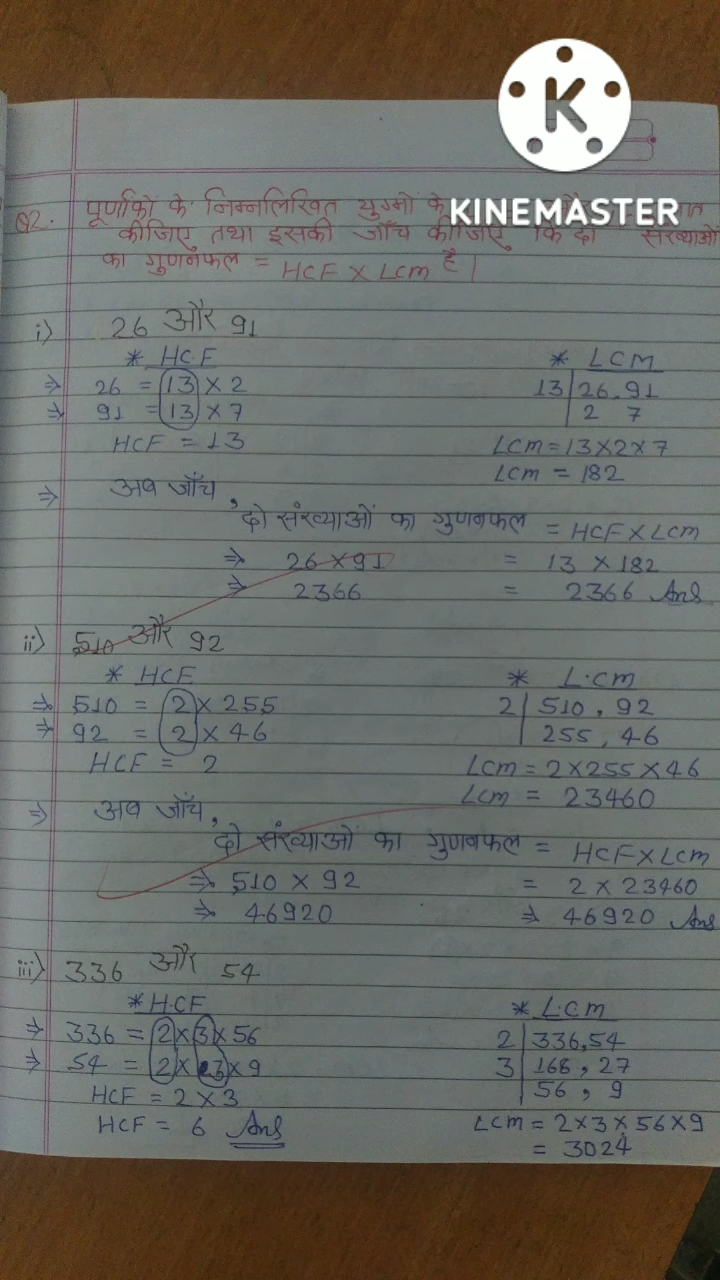 KINEMASTER
Q2. पूर्णांकों के निम्नलिखित युग्मों के
कीजिए तथा इसकी जाँच कीजिए कि दो संख्याओं
का गुणनफल = HCF × LCM है।
i) 26 और 91
* HCF * LCM
⇒ 26 = 13 × 2 13 | 26, 91
⇒ 91 = 13 × 7 2 7
HCF = 13 LCM = 13×2×7
LCM = 182
⇒ अब जाँच,
दो संख्याओं का गुणनफल = HCF × LCM
⇒ 26 × 91 = 13 × 182
⇒ 2366 = 2366 Ans
ii) 510 और 92
* HCF * L.CM
⇒ 510 = 2 × 255 2 | 510, 92
⇒ 92 = 2 × 46 255, 46
HCF = 2 LCM = 2×255×46
LCM = 23460
⇒ अब जाँच,
दो संख्याओं का गुणनफल = HCF × LCM
⇒ 510 × 92 = 2 × 23460
⇒ 46920 ⇒ 46920 Ans
iii) 336 और 54
* H.CF * L.CM
⇒ 336 = 2×3×56 2 | 336,54
⇒ 54 = 2×3×9 3 | 168, 27
HCF = 2×3 56, 9
HCF = 6 Ans LCM = 2×3×56×9
= 3024